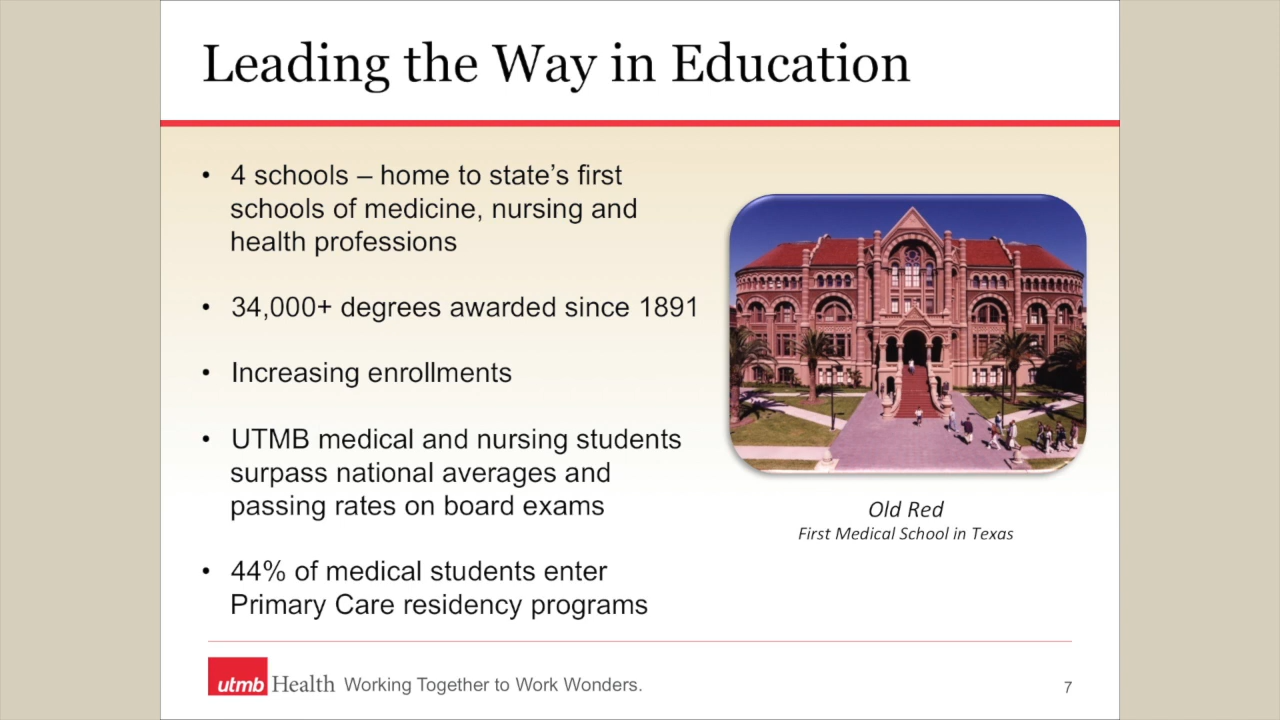 Leading the Way in Education
• 4 schools – home to state’s first
schools of medicine, nursing and
health professions
• 34,000+ degrees awarded since 1891
• Increasing enrollments
• UTMB medical and nursing students
surpass national averages and
passing rates on board exams
• 44% of medical students enter
Primary Care residency programs
Old Red
First Medical School in Texas
utmb Health Working Together to Work Wonders.
7